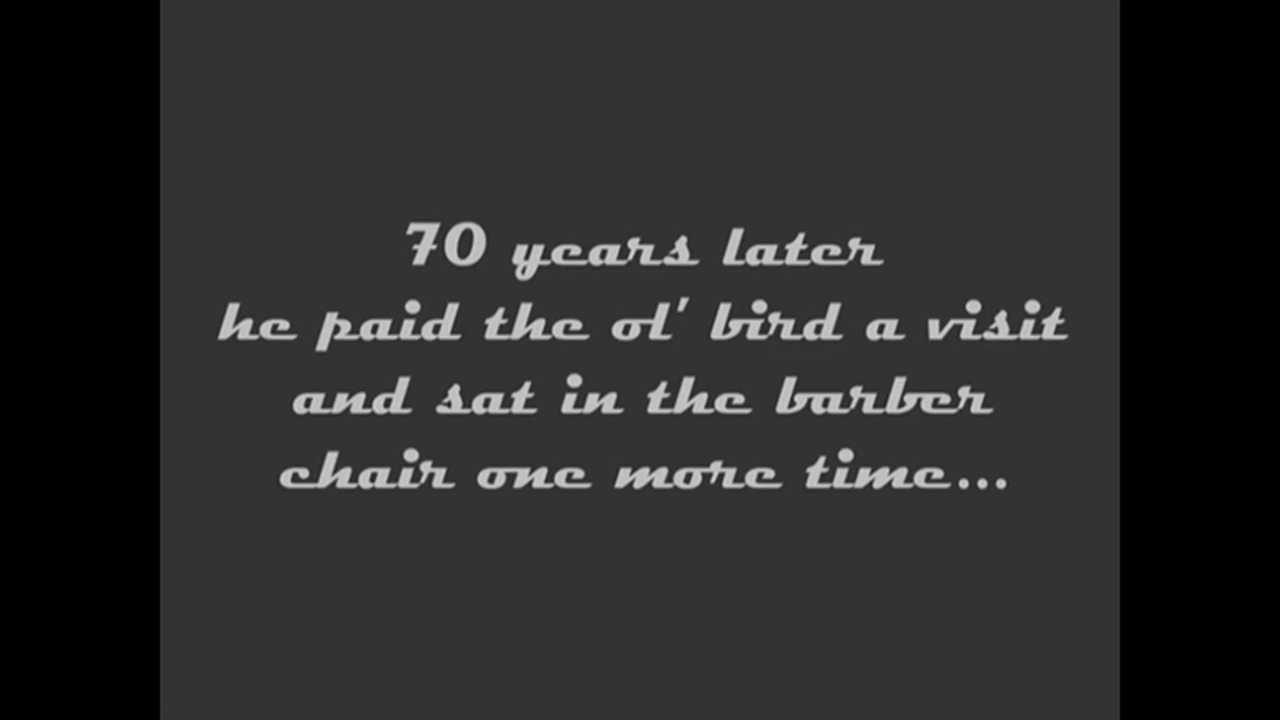 70 years later
he paid the ol' bird a visit
and sat in the barber
chair one more time...